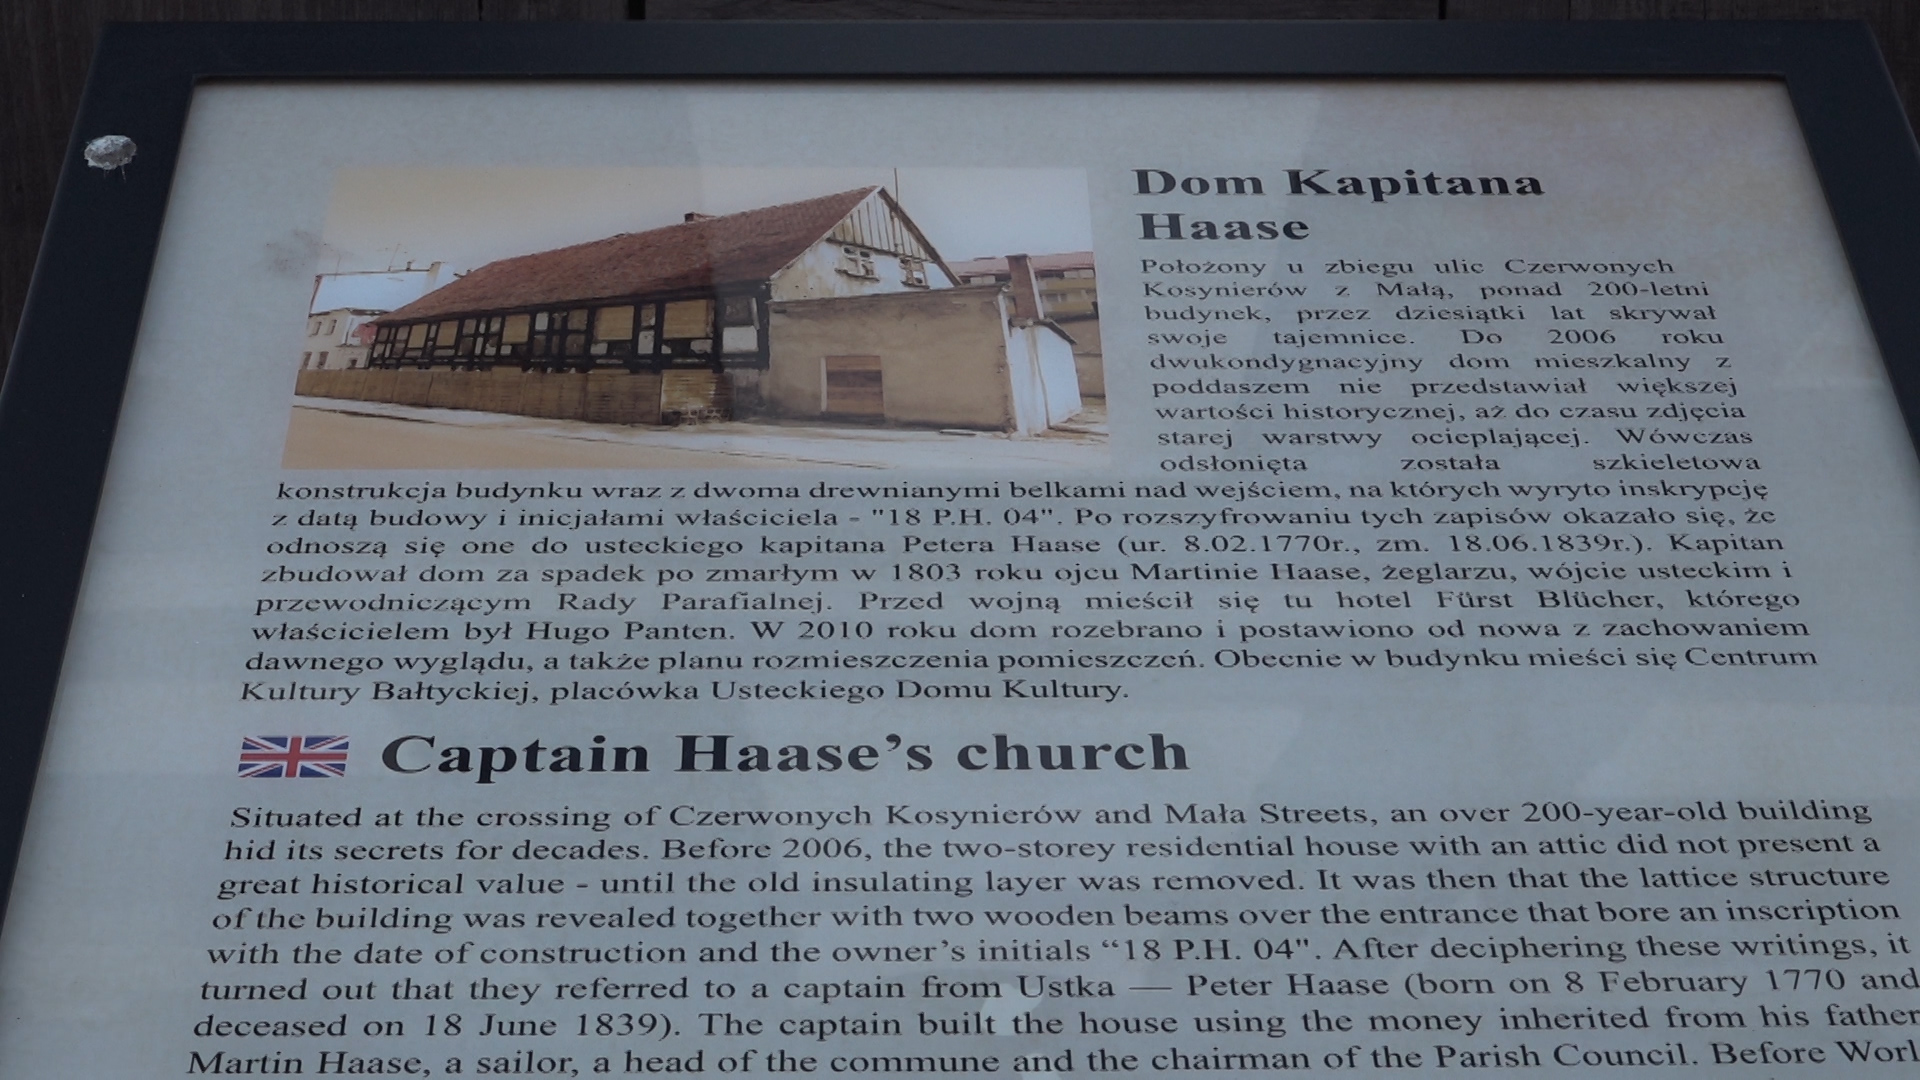 Dom Kapitana
Haase
Położony u zbiegu ulic Czerwonych
Kosynierów z Małą, ponad 200-letni
budynek, przez dziesiątki lat skrywał
swoje tajemnice. Do 2006 roku
dwukondygnacyjny dom mieszkalny z
poddaszem nie przedstawiał większej
wartości historycznej, aż do czasu zdjęcia
starej warstwy ocieplającej. Wówczas
odsłonięta została szkieletowa
konstrukcja budynku wraz z dwoma drewnianymi belkami nad wejściem, na których wyryto inskrypcję
z datą budowy i inicjałami właściciela - "18 P.H. 04". Po rozszyfrowaniu tych zapisów okazało się, że
odnoszą się one do usteckiego kapitana Petera Haase (ur. 8.02.1770r., zm. 18.06.1839r.). Kapitan
zbudował dom za spadek po zmarłym w 1803 roku ojcu Martinie Haase, żeglarzu, wójcie usteckim i
przewodniczącym Rady Parafialnej. Przed wojną mieścił się tu hotel Fürst Blücher, którego
właścicielem był Hugo Panten. W 2010 roku dom rozebrano i postawiono od nowa z zachowaniem
dawnego wyglądu, a także planu rozmieszczenia pomieszczeń. Obecnie w budynku mieści się Centrum
Kultury Bałtyckiej, placówka Usteckiego Domu Kultury.
Captain Haase's church
Situated at the crossing of Czerwonych Kosynierów and Mała Streets, an over 200-year-old building
hid its secrets for decades. Before 2006, the two-storey residential house with an attic did not present a
great historical value - until the old insulating layer was removed. It was then that the lattice structure
of the building was revealed together with two wooden beams over the entrance that bore an inscription
with the date of construction and the owner's initials “18 P.H. 04". After deciphering these writings, it
turned out that they referred to a captain from Ustka — Peter Haase (born on 8 February 1770 and
deceased on 18 June 1839). The captain built the house using the money inherited from his father
Martin Haase, a sailor, a head of the commune and the chairman of the Parish Council. Before Worl